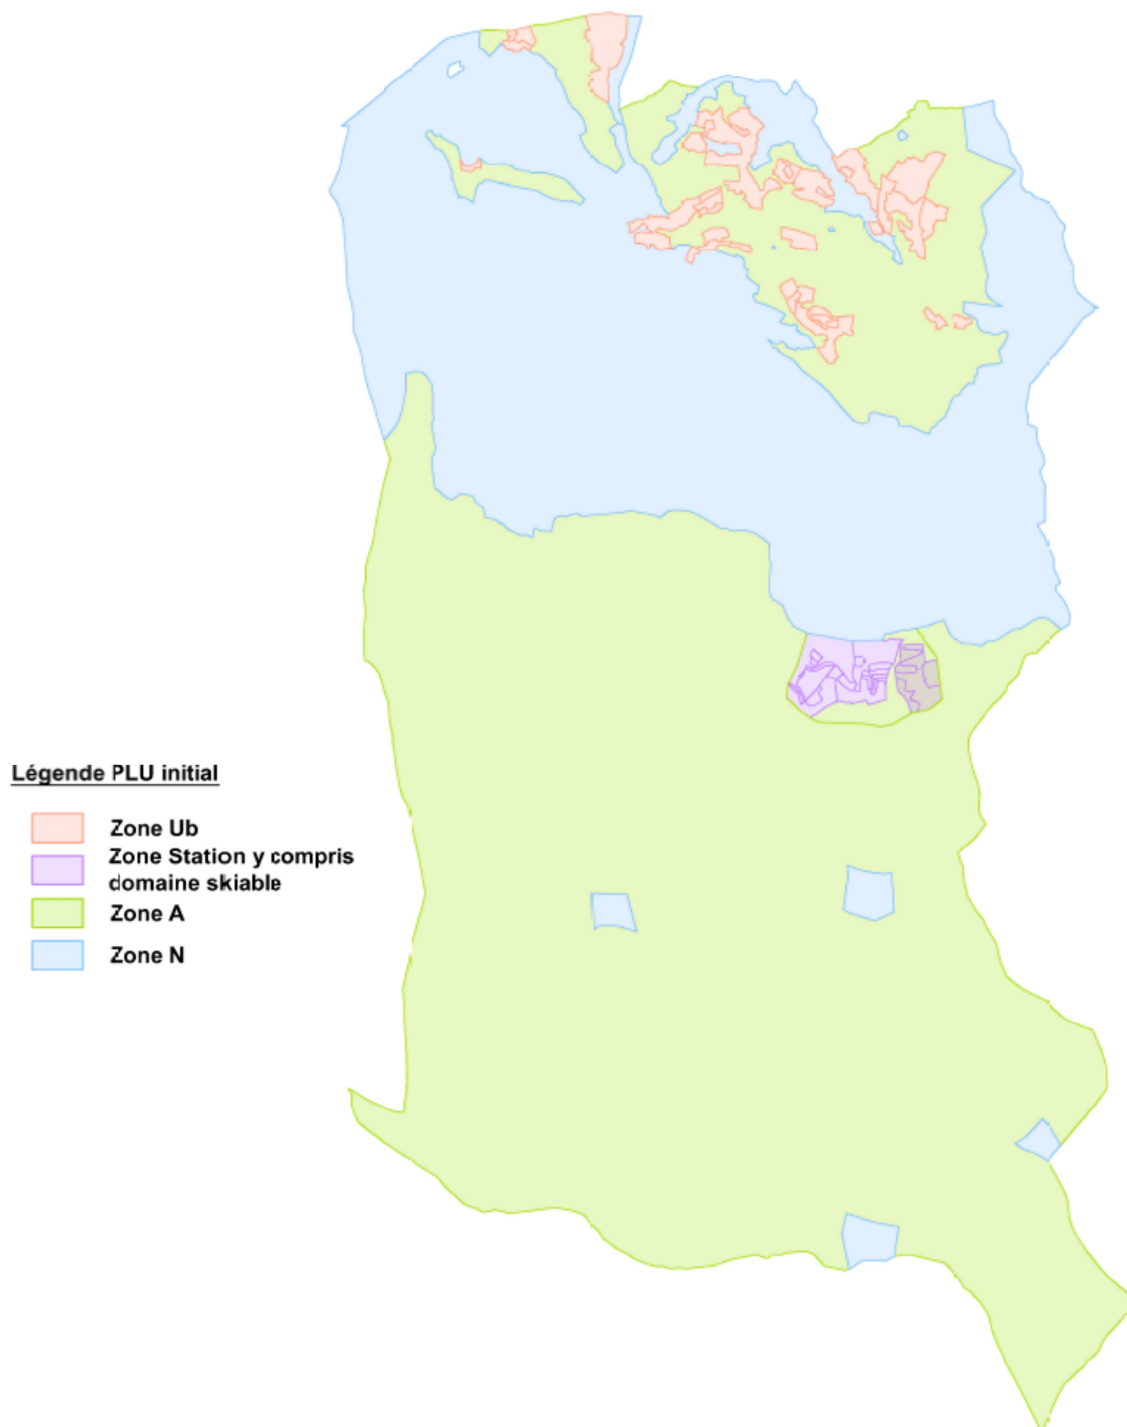 Légende PLU initial
Zone Ub
Zone Station y compris
domaine skiable
Zone A
Zone N